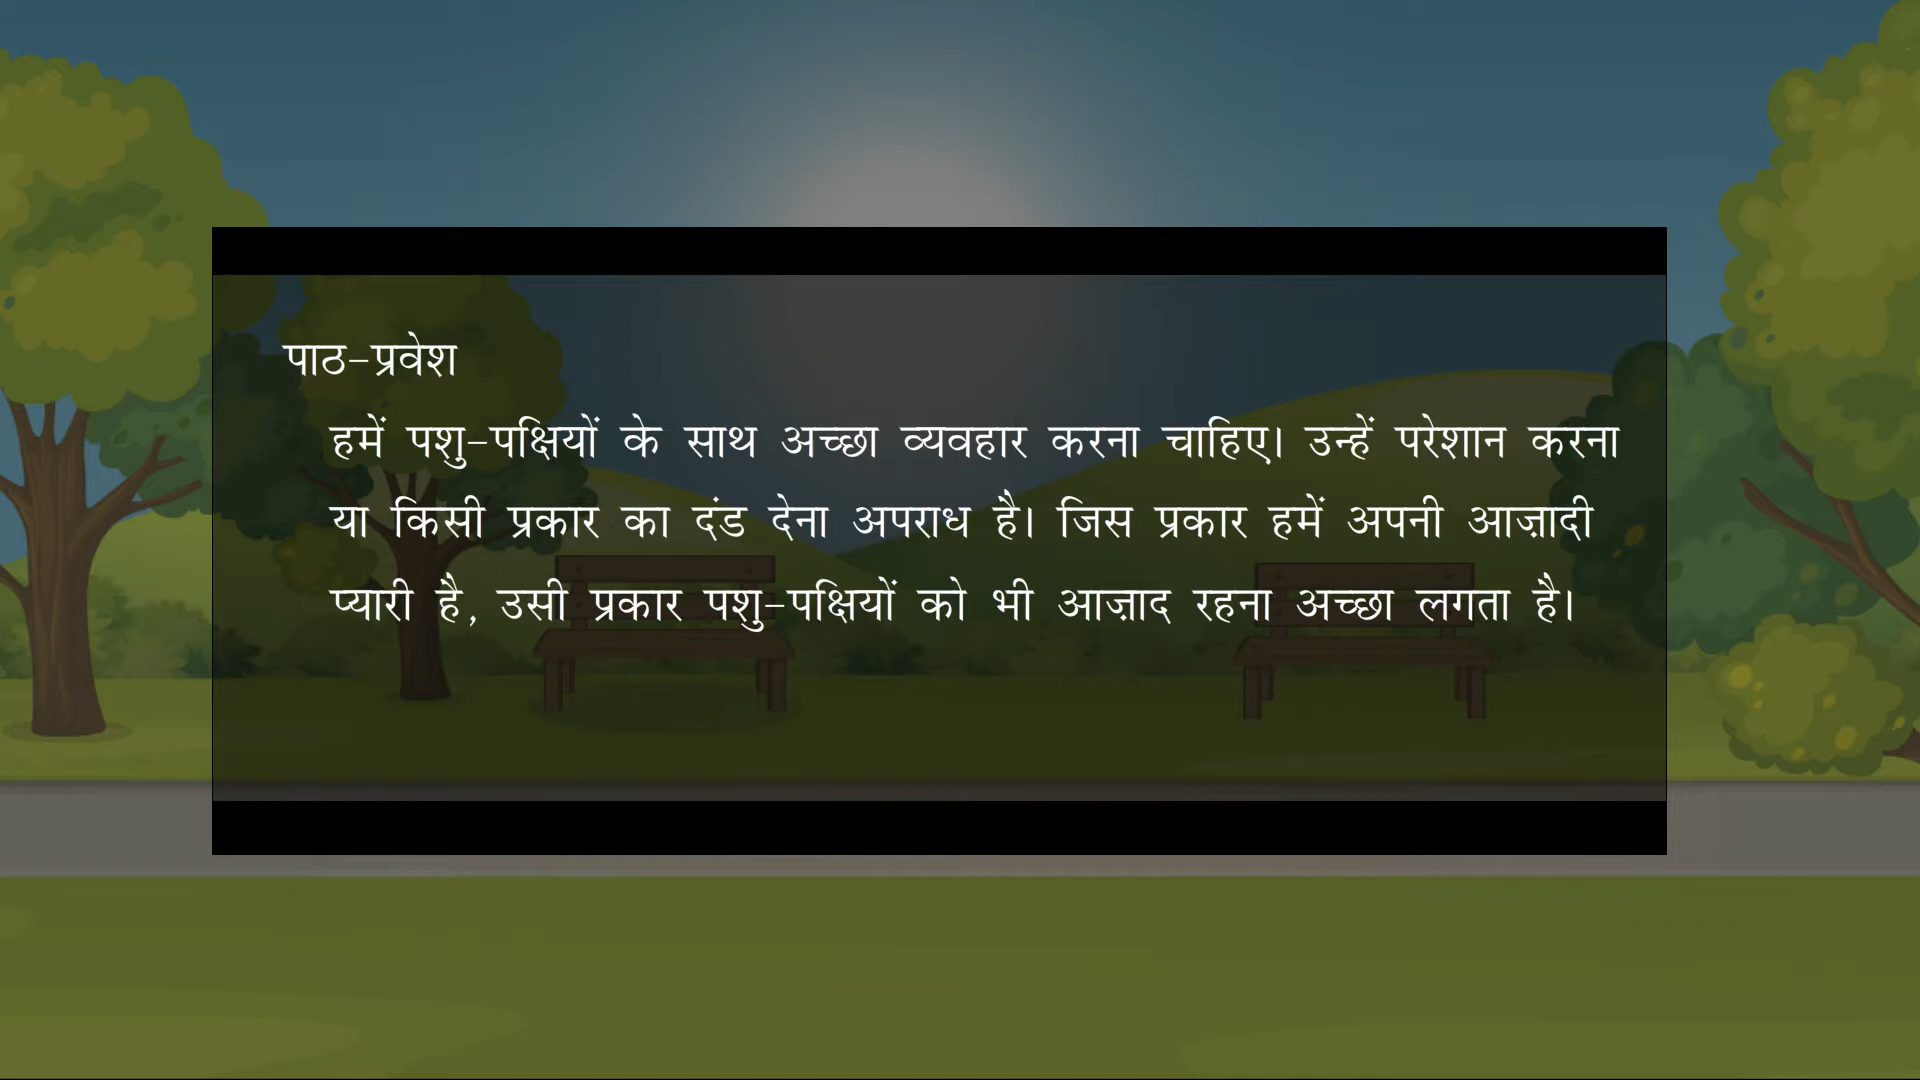 पाठ-प्रवेश
हमें पशु-पक्षियों के साथ अच्छा व्यवहार करना चाहिए। उन्हें परेशान करना
या किसी प्रकार का दंड देना अपराध है। जिस प्रकार हमें अपनी आज़ादी
प्यारी है, उसी प्रकार पशु-पक्षियों को भी आज़ाद रहना अच्छा लगता है।